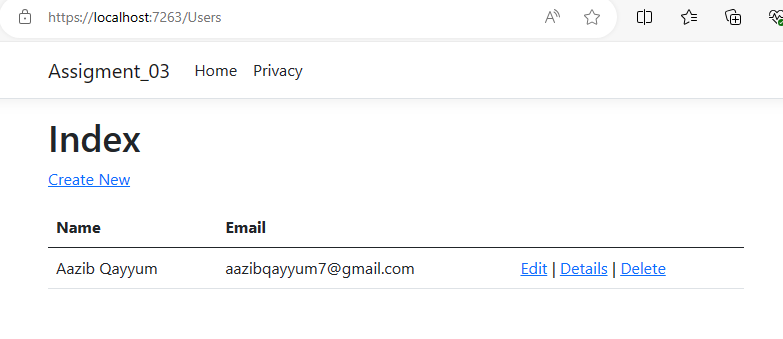 https://localhost:7263/Users
Assigment_03 Home Privacy
Index
Create New
Name Email
Aazib Qayyum aazibqayyum7@gmail.com Edit | Details | Delete